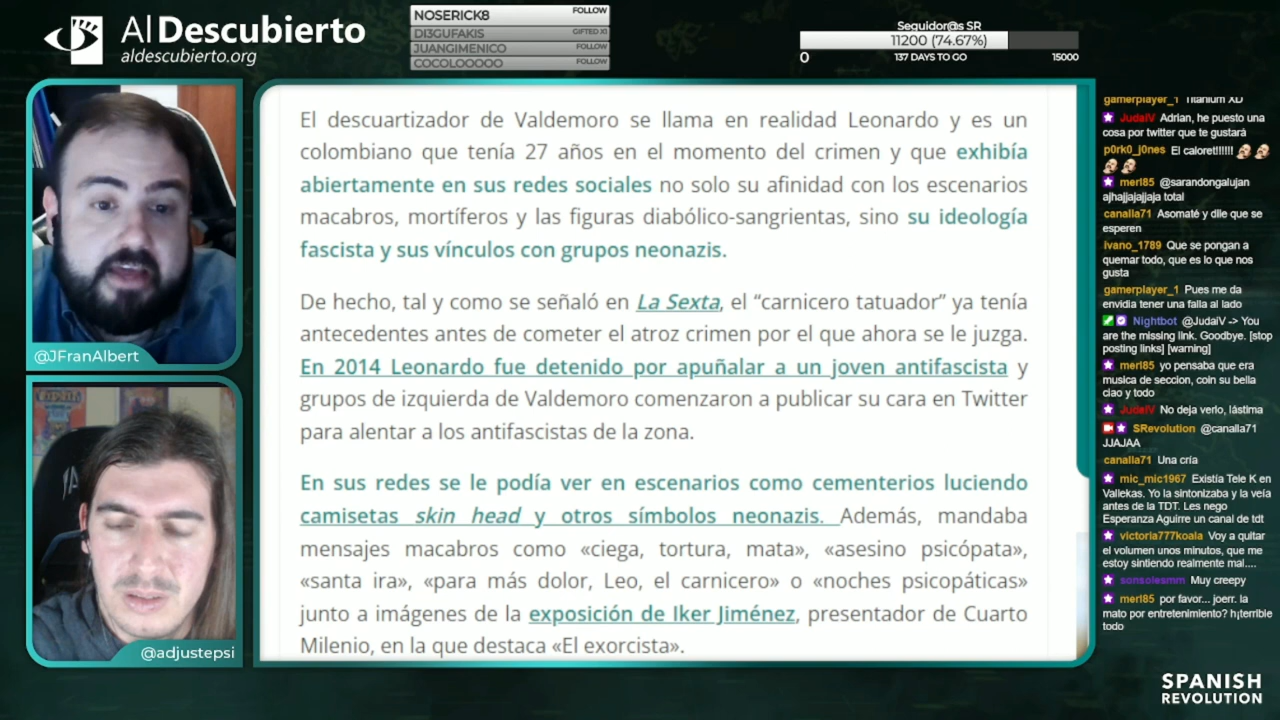 Al Descubierto
aldescubierto.org
NOSERICK8 FOLLOW
DI3GUFAKIS GIFTED X1
JUANGIMENICO FOLLOW
COCOLOOOOO FOLLOW
Seguidor@s SR
11200 (74.67%)
0 137 DAYS TO GO 15000
@JFranAlbert
@adjustepsi
El descuartizador de Valdemoro se llama en realidad Leonardo y es un
colombiano que tenía 27 años en el momento del crimen y que exhibía
abiertamente en sus redes sociales no solo su afinidad con los escenarios
macabros, mortíferos y las figuras diabólico-sangrientas, sino su ideología
fascista y sus vínculos con grupos neonazis.
De hecho, tal y como se señaló en La Sexta, el “carnicero tatuador” ya tenía
antecedentes antes de cometer el atroz crimen por el que ahora se le juzga.
En 2014 Leonardo fue detenido por apuñalar a un joven antifascista y
grupos de izquierda de Valdemoro comenzaron a publicar su cara en Twitter
para alentar a los antifascistas de la zona.
En sus redes se le podía ver en escenarios como cementerios luciendo
camisetas skin head y otros símbolos neonazis. Además, mandaba
mensajes macabros como «ciega, tortura, mata», «asesino psicópata»,
«santa ira», «para más dolor, Leo, el carnicero» o «noches psicopáticas»
junto a imágenes de la exposición de Iker Jiménez, presentador de Cuarto
Milenio, en la que destaca «El exorcista».
gamerplayer_1 Titanium XD
JudaIV Adrian, he puesto una
cosa por twitter que te gustará
p0rk0_j0nes El caloret!!!!!!
merl85 @sarandongalujan
ajhajjajajjaja total
canalla71 Asomaté y dile que se
esperen
ivano_1789 Que se pongan a
quemar todo, que es lo que nos
gusta
gamerplayer_1 Pues me da
envidia tener una falla al lado
Nightbot @JudaIV -> You
are the missing link. Goodbye. [stop
posting links] [warning]
merl85 yo pensaba que era
musica de seccion, coin su bella
ciao y todo
JudaIV No deja verlo, lástima
SRevolution @canalla71
JJAJAA
canalla71 Una cría
mic_mic1967 Existía Tele K en
Vallekas. Yo la sintonizaba y la veía
antes de la TDT. Les nego
Esperanza Aguirre un canal de tdt
victoria777koala Voy a quitar
el volumen unos minutos, que me
estoy sintiendo realmente mal....
sonsolesmm Muy creepy
merl85 por favor... joerr. la
mato por entretenimiento? h¡terrible
todo
SPANISH
REVOLUTION